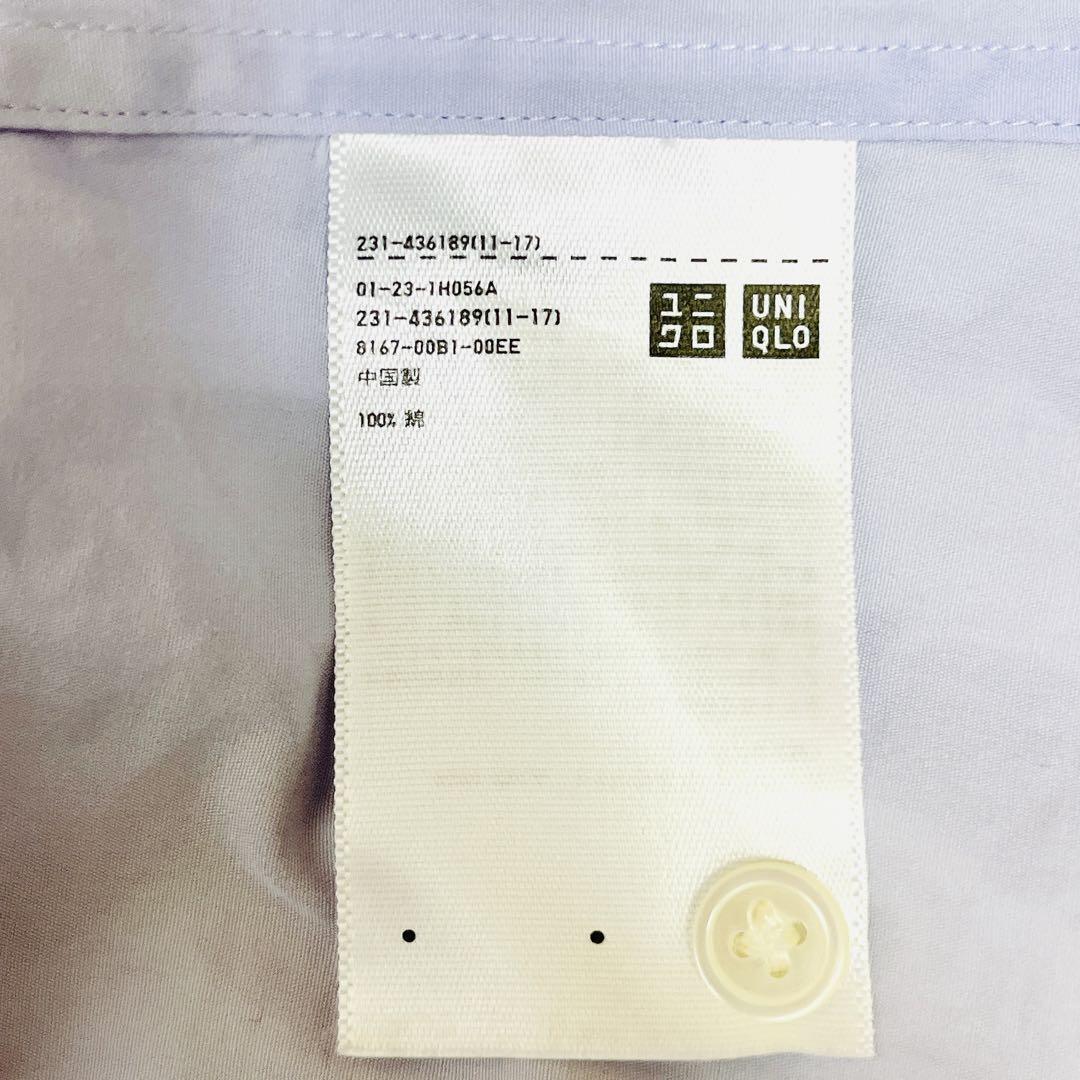 231-436189(11-17)
01-23-1H056A
231-436189(11-17)
8167-00B1-00EE
中国製
100% 綿
ユニ
クロ
UNI
QLO